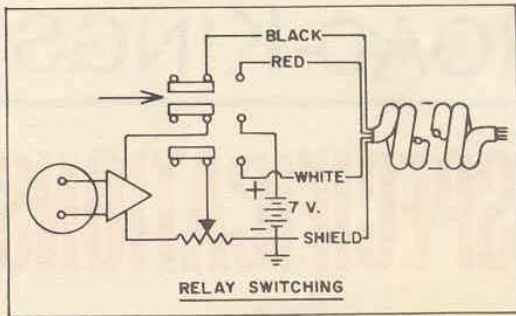 BLACK
RED
WHITE
+
7 V.
−
SHIELD
RELAY SWITCHING